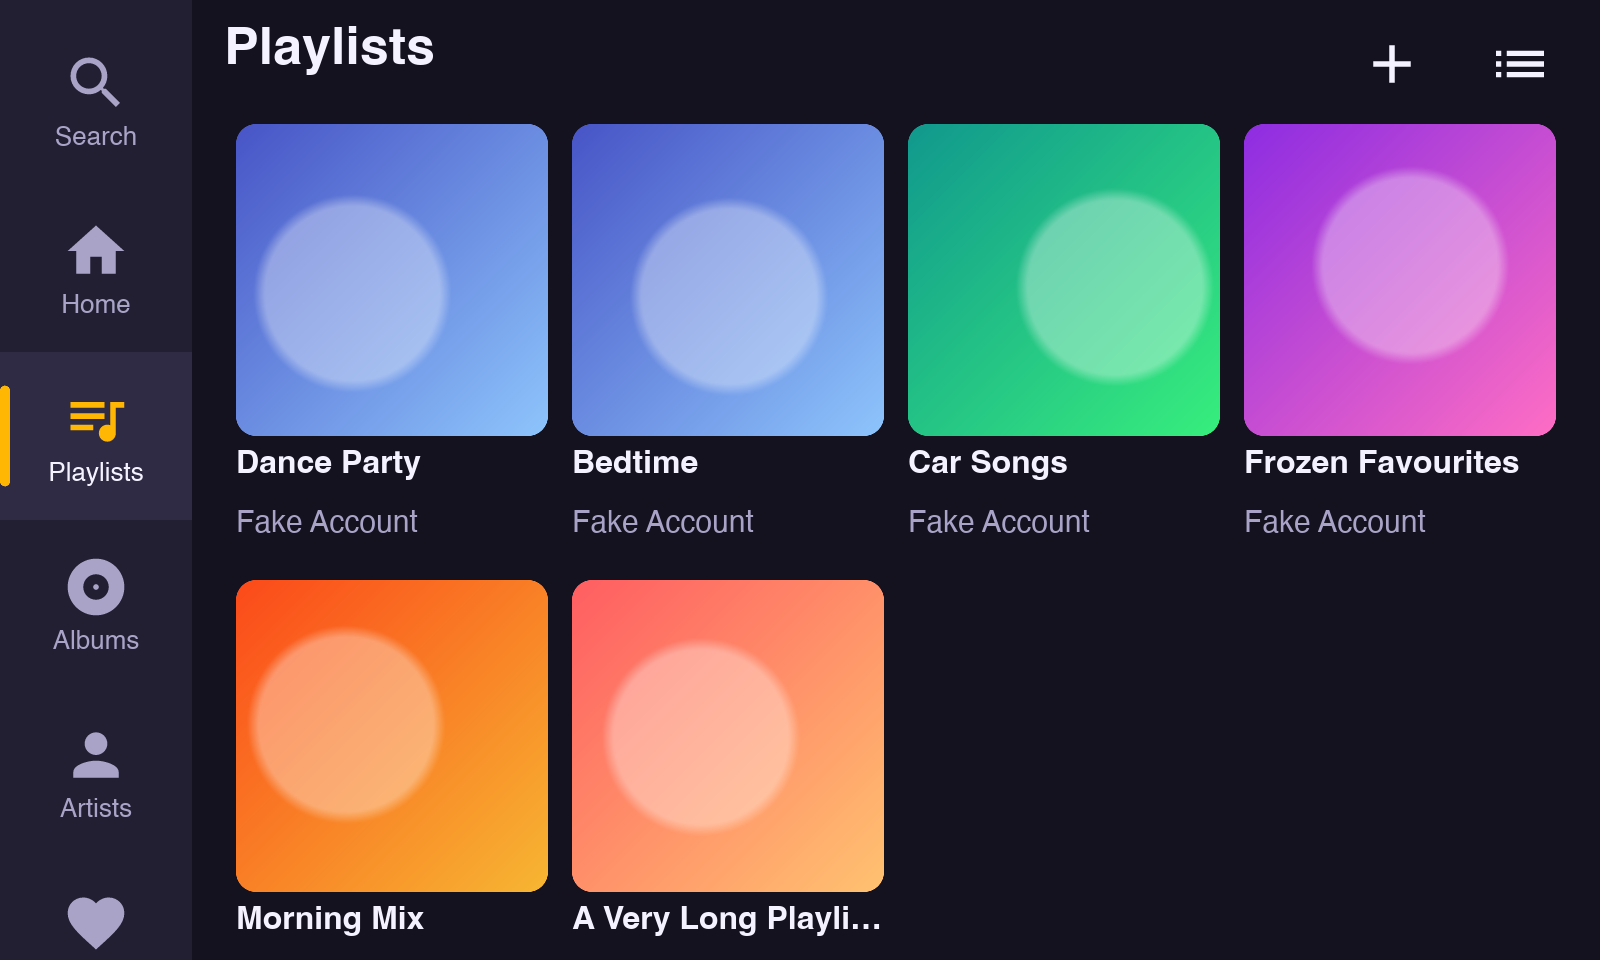 Playlists
Search
Home
Playlists
Albums
Artists
Dance Party
Fake Account
Bedtime
Fake Account
Car Songs
Fake Account
Frozen Favourites
Fake Account
Morning Mix
A Very Long Playli...